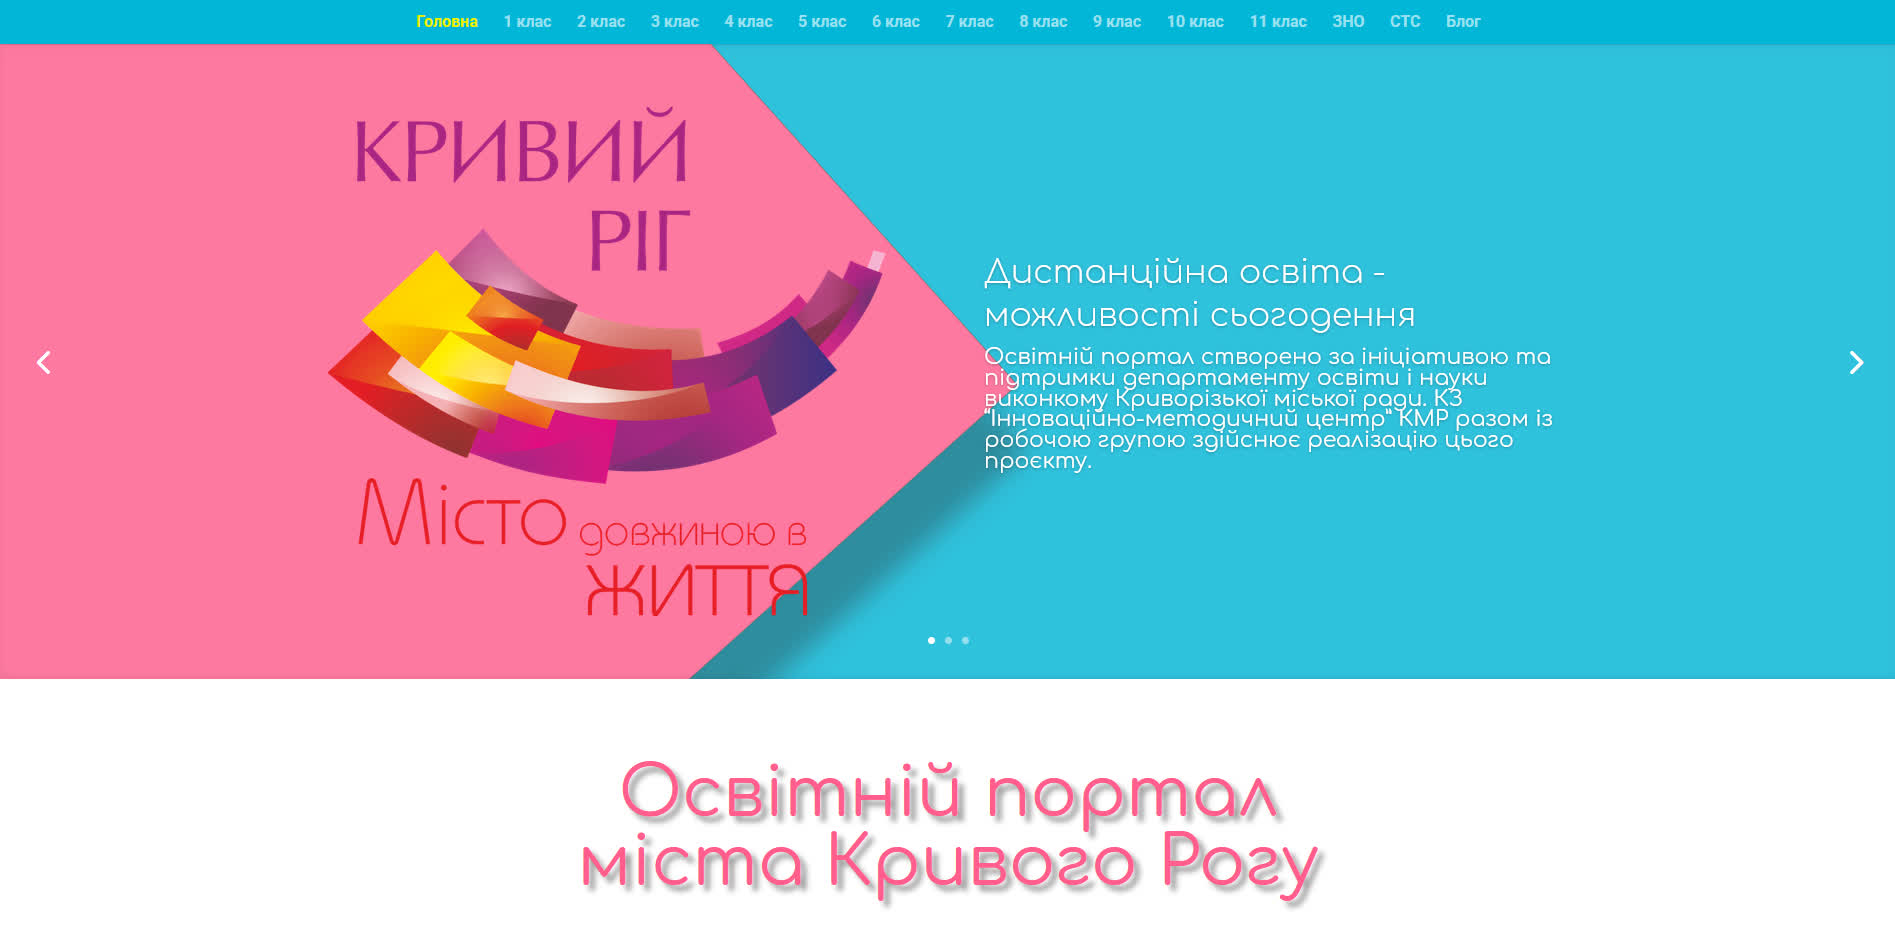 Головна 1 клас 2 клас 3 клас 4 клас 5 клас 6 клас 7 клас 8 клас 9 клас 10 клас 11 клас ЗНО СТС Блог
КРИВИЙ
РІГ
Місто довжиною в
ЖИТТЯ
Дистанційна освіта -
можливості сьогодення
Освітній портал створено за ініціативою та
підтримки департаменту освіти і науки
виконкому Криворізької міської ради. КЗ
“Інноваційно-методичний центр” КМР разом із
робочою групою здійснює реалізацію цього
проєкту.
Освітній портал
міста Кривого Рогу